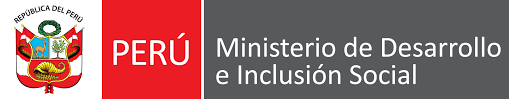 REPÚBLICA DEL PERÚ
PERÚ
Ministerio de Desarrollo
e Inclusión Social